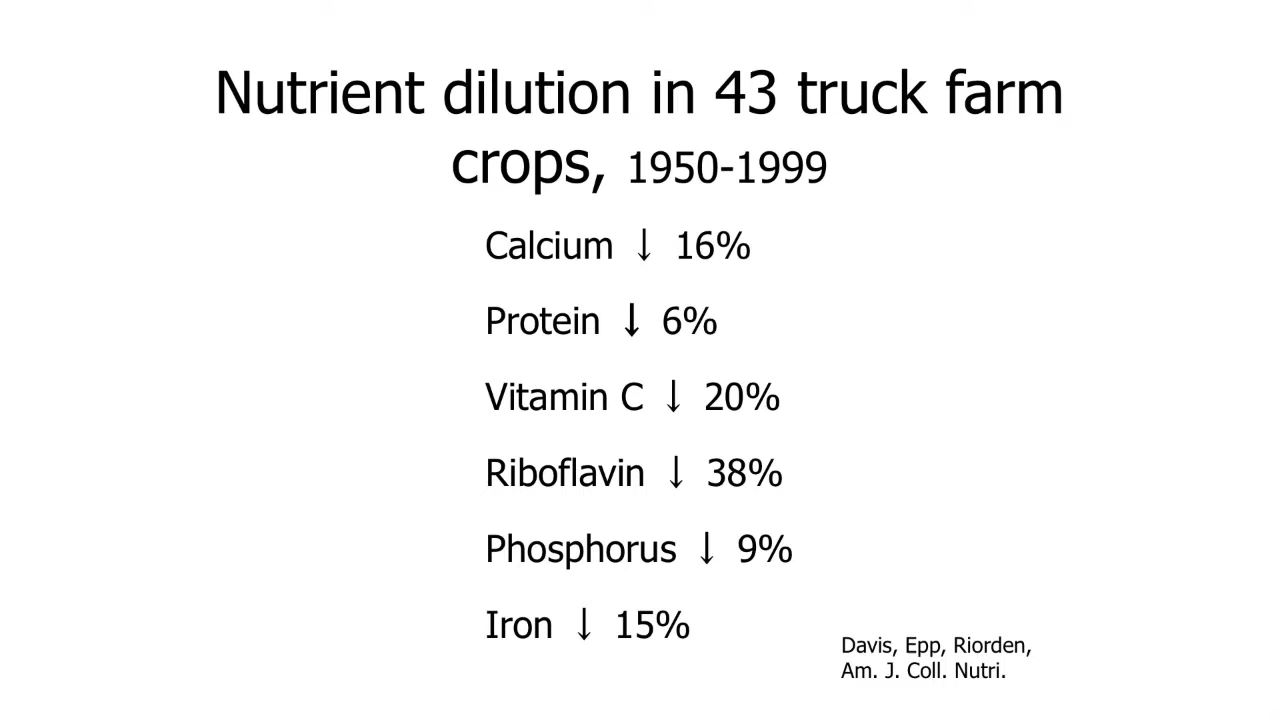 Nutrient dilution in 43 truck farm
crops, 1950-1999
Calcium ↓ 16%
Protein ↓ 6%
Vitamin C ↓ 20%
Riboflavin ↓ 38%
Phosphorus ↓ 9%
Iron ↓ 15%
Davis, Epp, Riorden,
Am. J. Coll. Nutri.